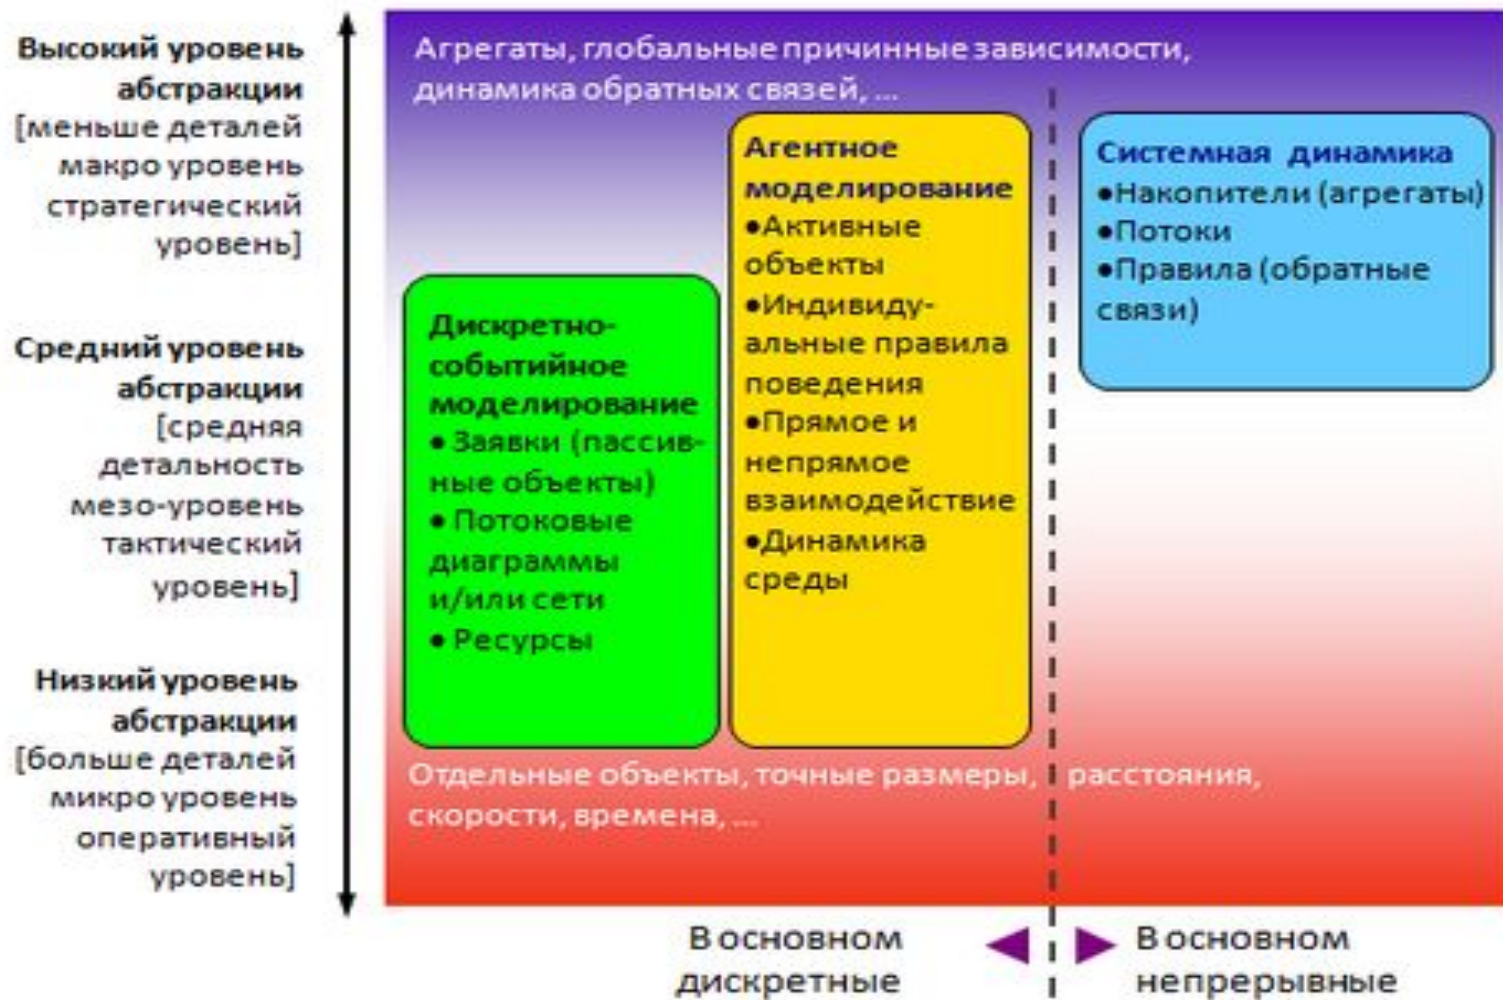 Высокий уровень
абстракции
[меньше деталей
макро уровень
стратегический
уровень]
Средний уровень
абстракции
[средняя
детальность
мезо-уровень
тактический
уровень]
Низкий уровень
абстракции
[больше деталей
микро уровень
оперативный
уровень]
Агрегаты, глобальные причинные зависимости,
динамика обратных связей, ...
Дискретно-
событийное
моделирование
● Заявки (пассив-
ные объекты)
● Потоковые
диаграммы
и/или сети
● Ресурсы
Агентное
моделирование
●Активные
объекты
●Индивиду-
альные правила
поведения
●Прямое и
непрямое
взаимодействие
●Динамика
среды
Системная динамика
●Накопители (агрегаты)
●Потоки
●Правила (обратные
связи)
Отдельные объекты, точные размеры, расстояния,
скорости, времена, ...
В основном
дискретные
В основном
непрерывные